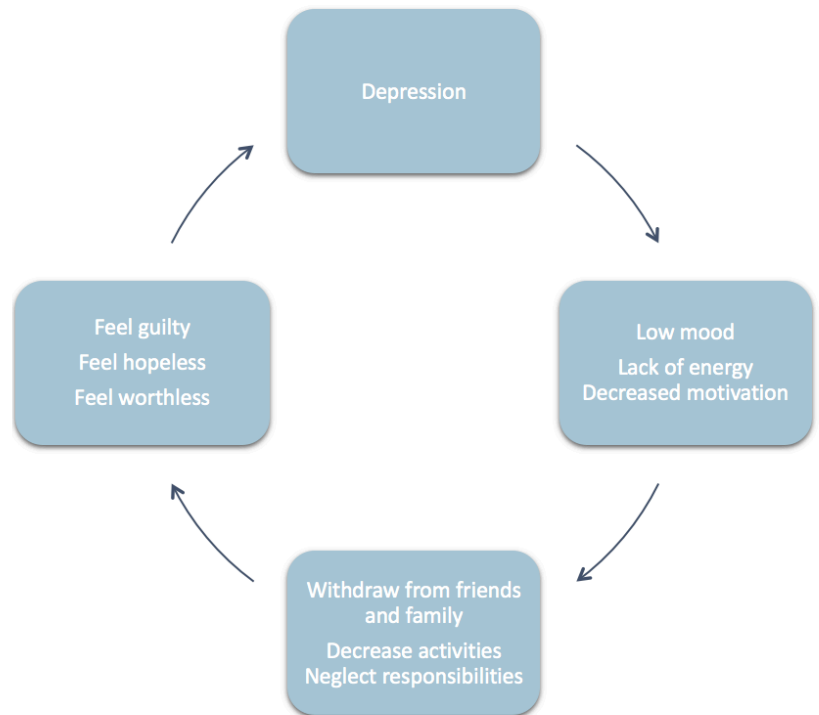 Depression
Low mood
Lack of energy
Decreased motivation
Withdraw from friends
and family
Decrease activities
Neglect responsibilities
Feel guilty
Feel hopeless
Feel worthless